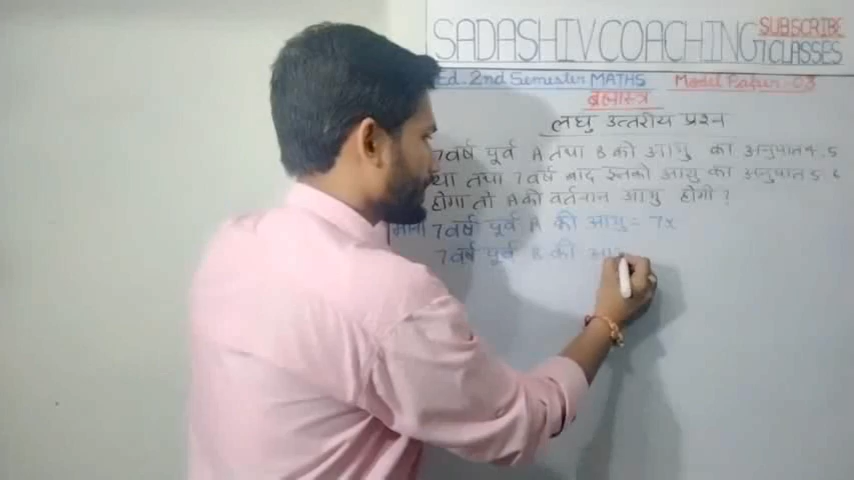 SADASHIV COACHING CLASSES
SUBSCRIBE
Ed. 2nd Semester MATHS Model Paper-03
ब्रह्मास्त्र
लघु उत्तरीय प्रश्न
7 वर्ष पूर्व A तथा B की आयु का अनुपात 4:5
था तथा 7 वर्ष बाद इनकी आयु का अनुपात 5:6
होगा तो A की वर्तमान आयु होगी ?
माना 7 वर्ष पूर्व A की आयु = 7x
7 वर्ष पूर्व B की